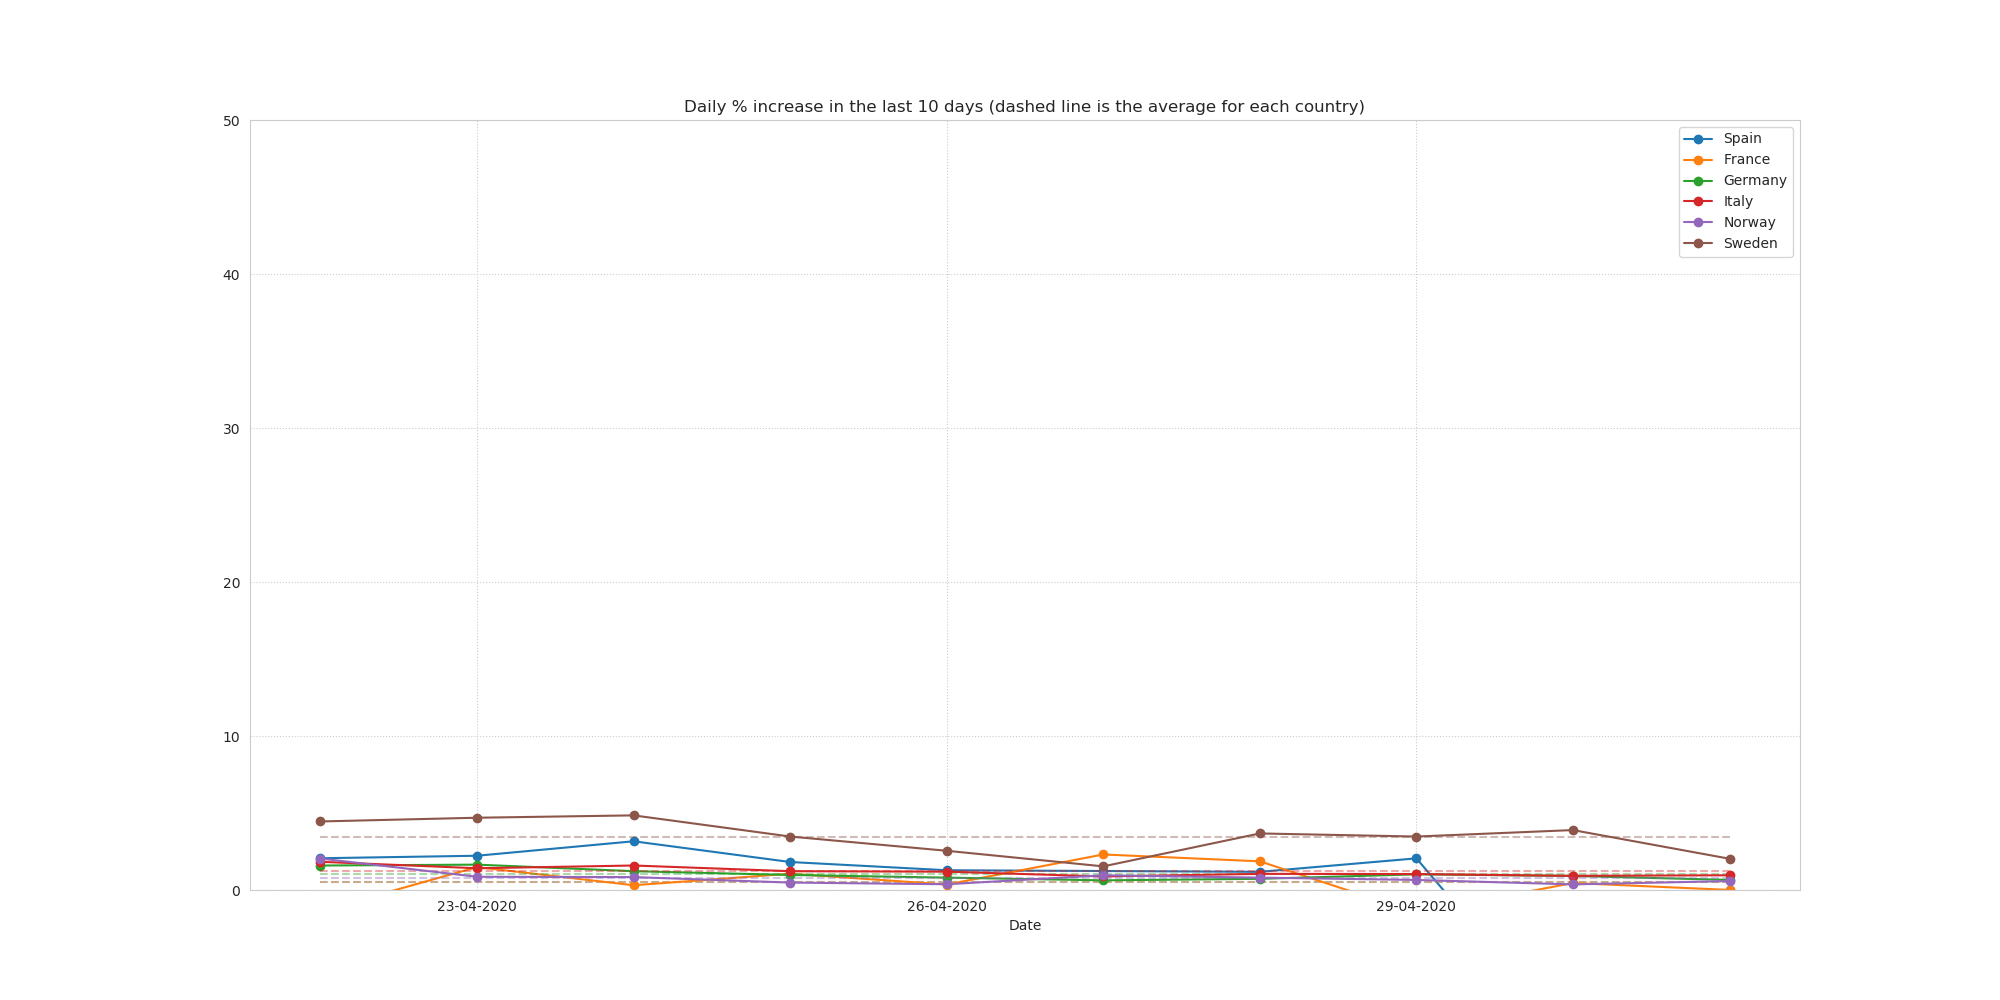 Daily % increase in the last 10 days (dashed line is the average for each country)
50
40
30
20
10
0
Spain
France
Germany
Italy
Norway
Sweden
23-04-2020 26-04-2020 29-04-2020
Date